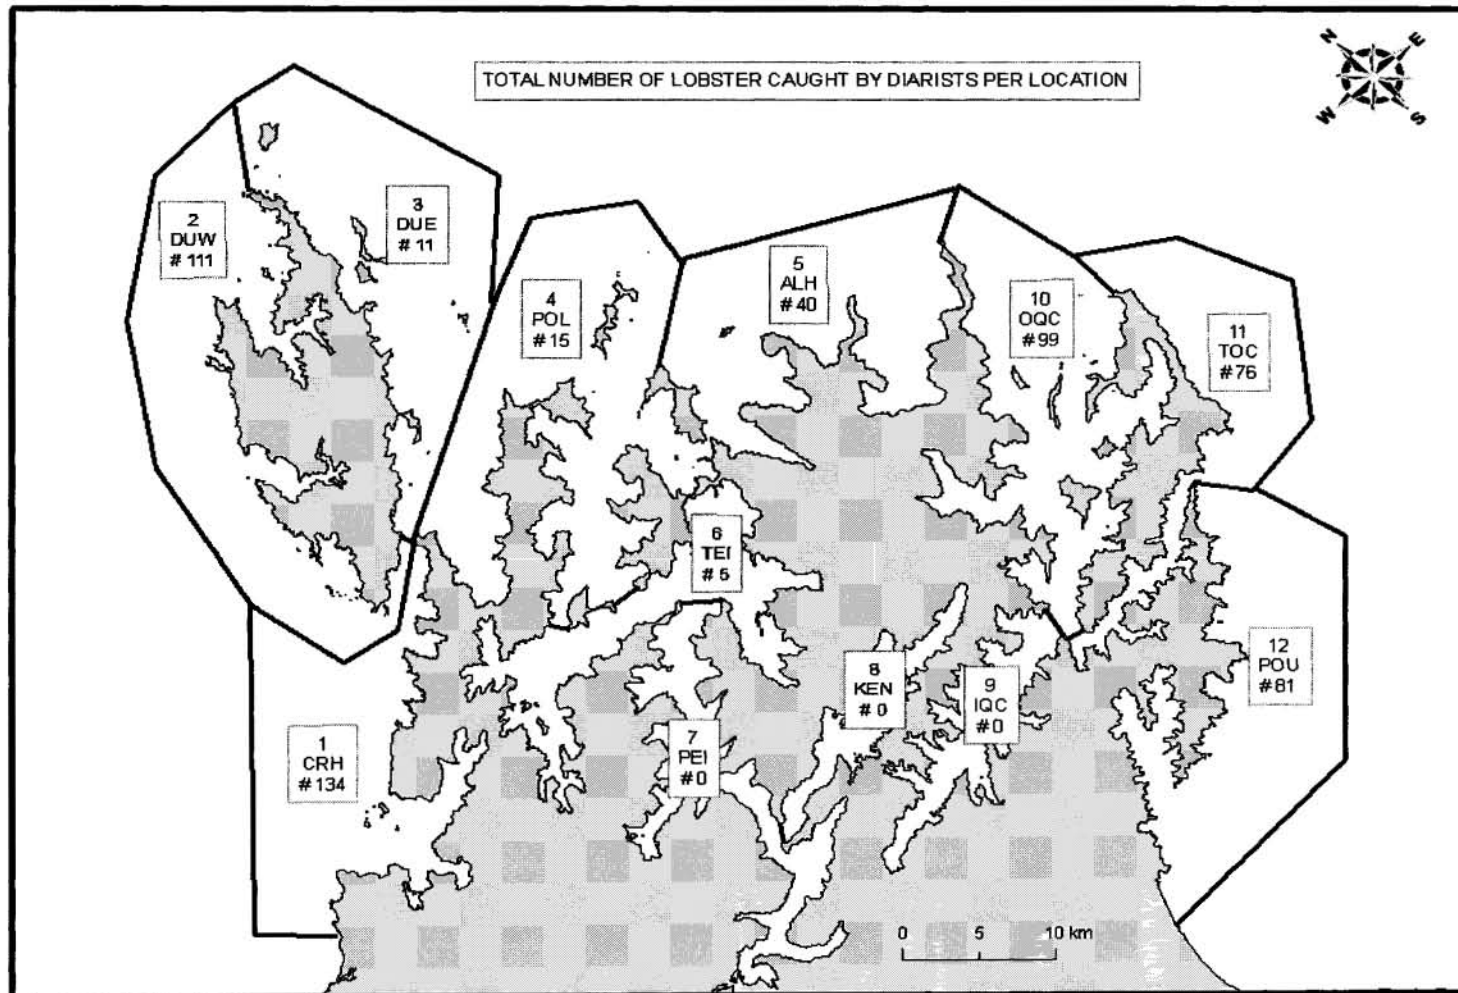 TOTAL NUMBER OF LOBSTER CAUGHT BY DIARISTS PER LOCATION
N
E
W
S
2
DUW
# 111
3
DUE
# 11
4
POL
# 15
5
ALH
#40
10
OQC
#99
11
TOC
#76
6
TEI
# 5
12
POU
#81
8
KEN
# 0
9
IQC
#0
7
PEI
#0
1
CRH
# 134
0 5 10 km